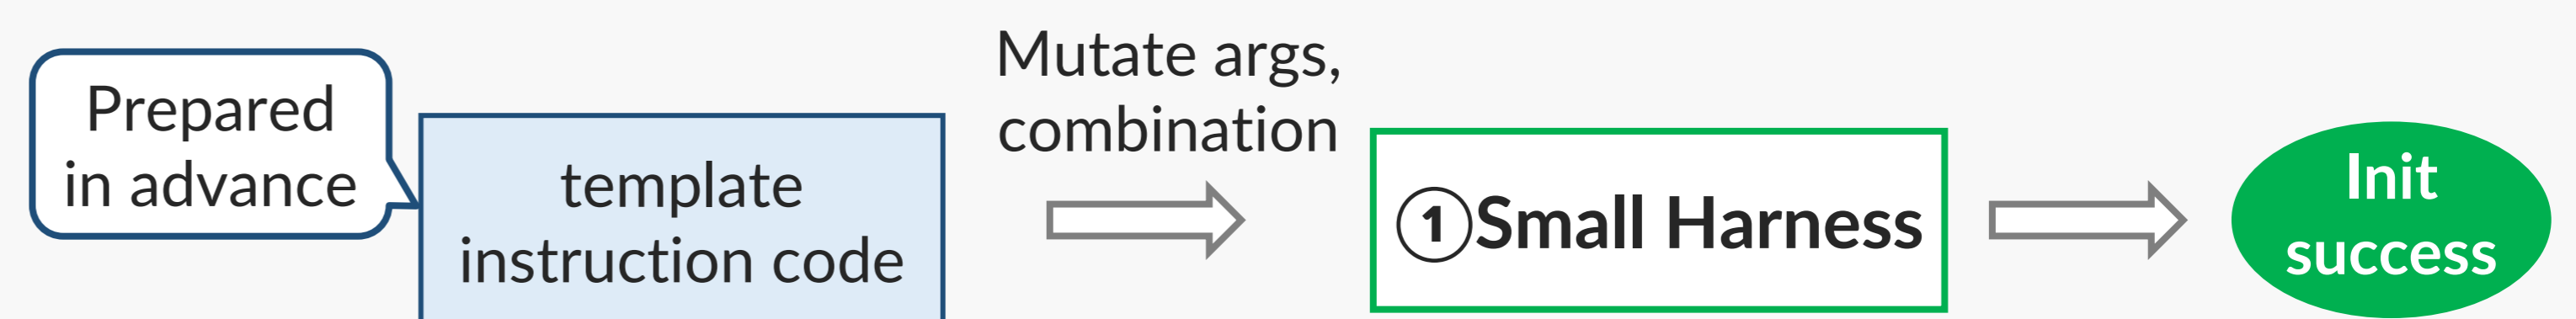 Prepared
in advance
template
instruction code
Mutate args,
combination
①Small Harness
Init
success